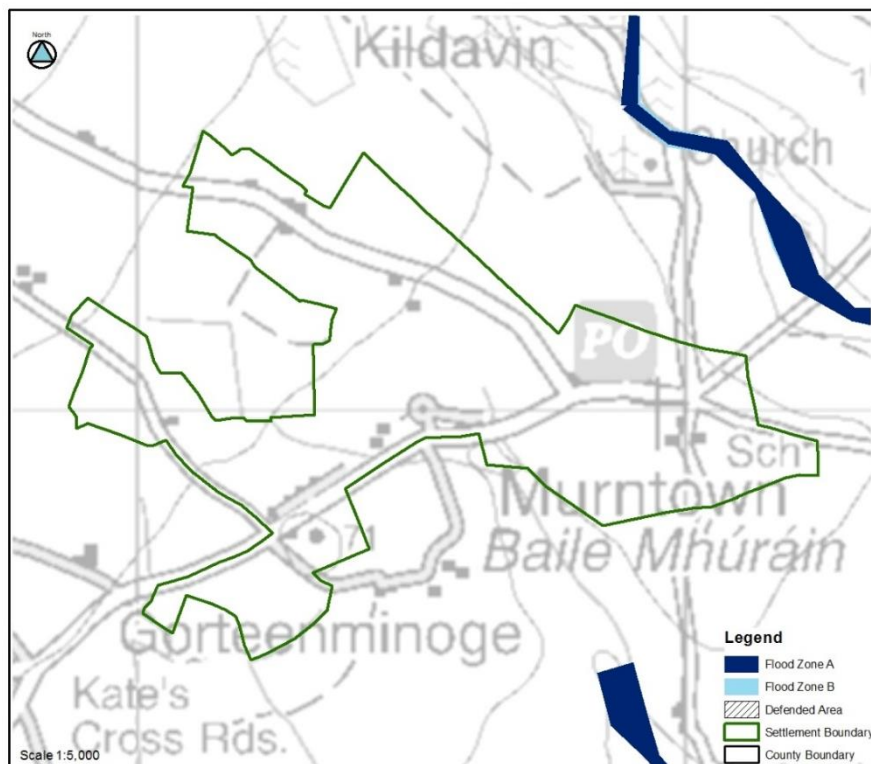 North
Kildavin
Church
PO
Sch
Murntown
Baile Mhúráin
71
Gorteenminoge
Kate's
Cross Rds.
Scale 1:5,000
Legend
Flood Zone A
Flood Zone B
Defended Area
Settlement Boundary
County Boundary